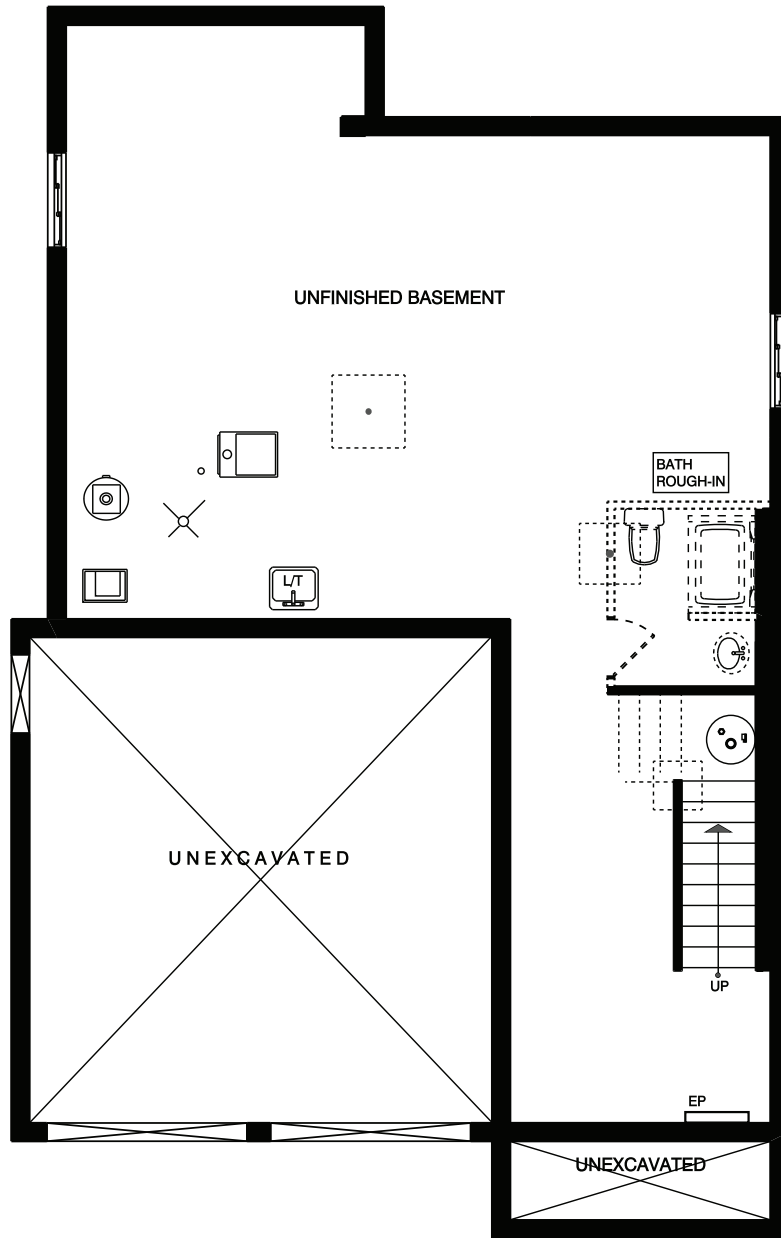 UNFINISHED BASEMENT
BATH
ROUGH-IN
L/T
UNEXCAVATED
UP
EP
UNEXCAVATED